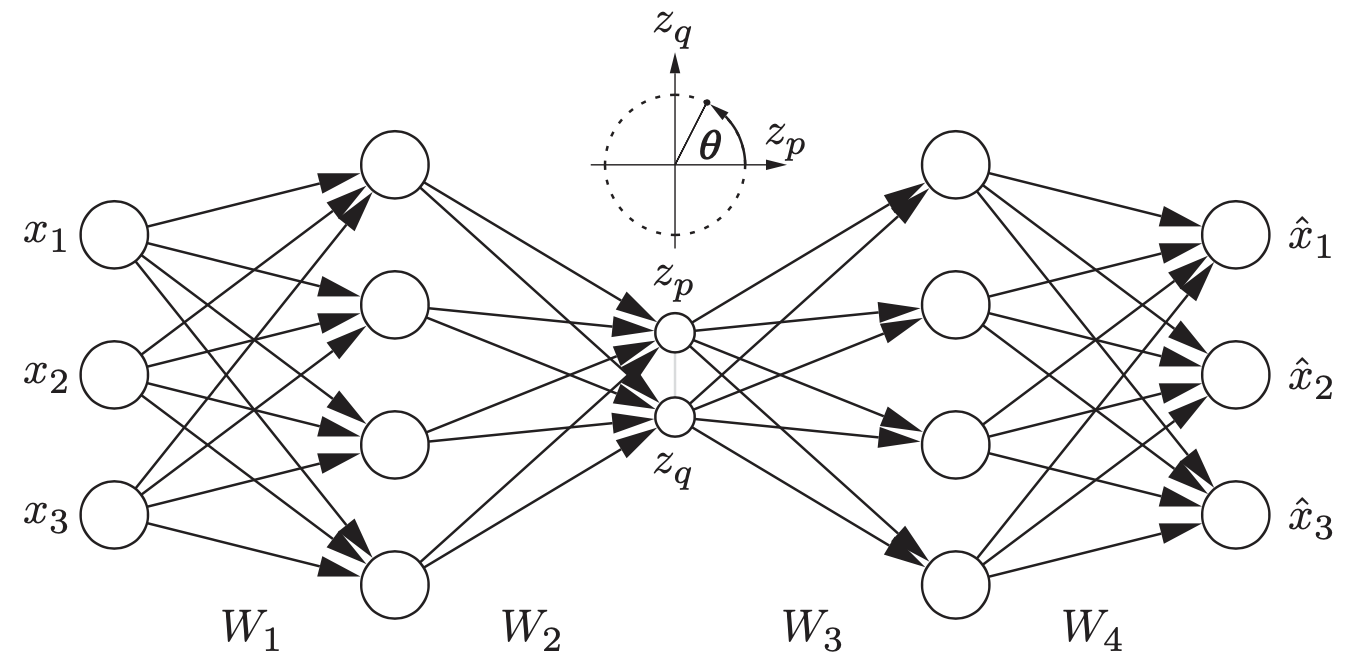 z_q
z_p
θ
x_1
x_2
x_3
z_p
z_q
x̂_1
x̂_2
x̂_3
W_1 W_2 W_3 W_4